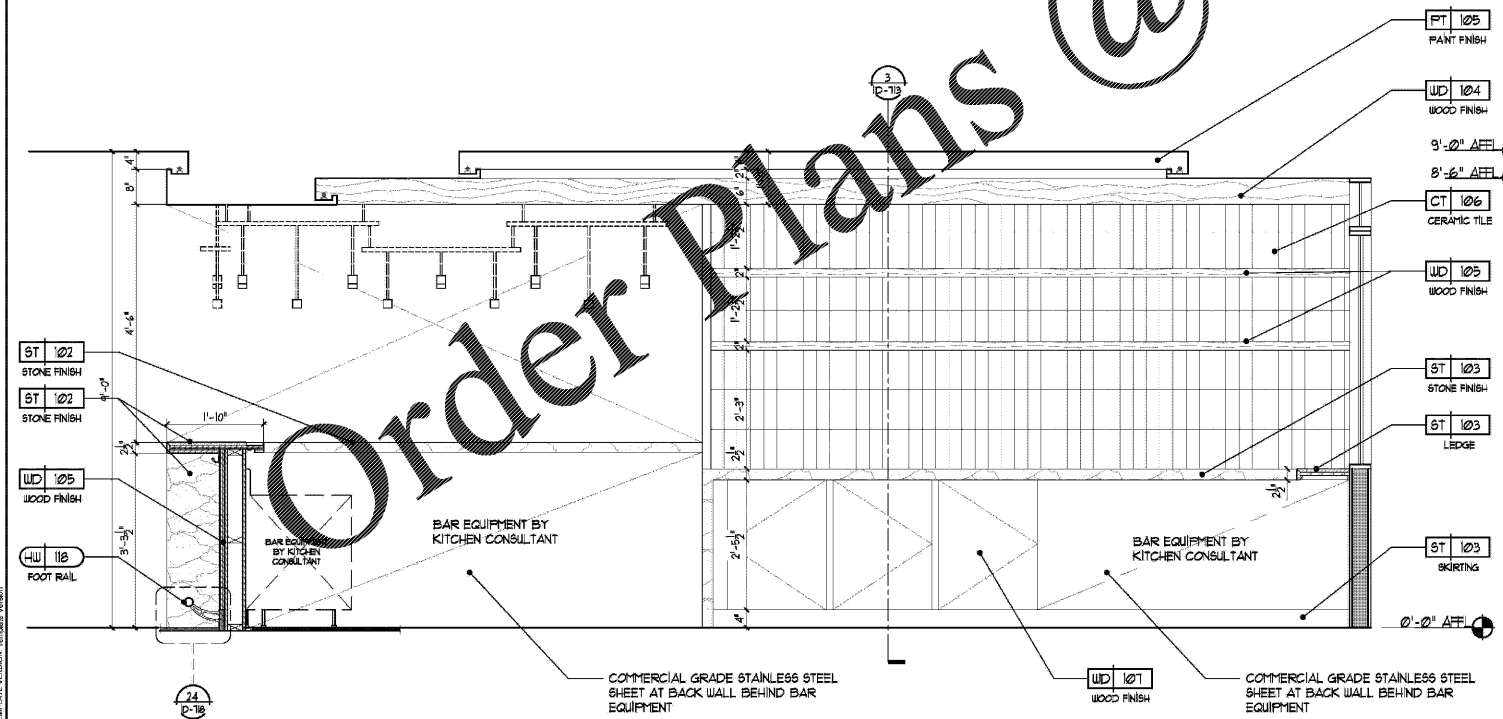 Order Plans @
PT 105
PAINT FINISH
3
ID-713
WD 104
WOOD FINISH
9'-0" AFFL
8'-6" AFFL
CT 106
CERAMIC TILE
WD 105
WOOD FINISH
4"
8"
2"
6"
1'-2½"
2"
1'-2½"
2"
4'-6"
9'-0"
ST 102
STONE FINISH
ST 102
STONE FINISH
1'-10"
2½"
2'-3"
2½"
ST 103
STONE FINISH
ST 103
LEDGE
2½"
WD 105
WOOD FINISH
3'-3½"
HW 118
FOOT RAIL
BAR EQUIPMENT
BY KITCHEN
CONSULTANT
BAR EQUIPMENT BY
KITCHEN CONSULTANT
2'-5½"
4"
BAR EQUIPMENT BY
KITCHEN CONSULTANT
ST 103
SKIRTING
0'-0" AFFL
24
D-718
COMMERCIAL GRADE STAINLESS STEEL
SHEET AT BACK WALL BEHIND BAR
EQUIPMENT
WD 107
WOOD FINISH
COMMERCIAL GRADE STAINLESS STEEL
SHEET AT BACK WALL BEHIND BAR
EQUIPMENT